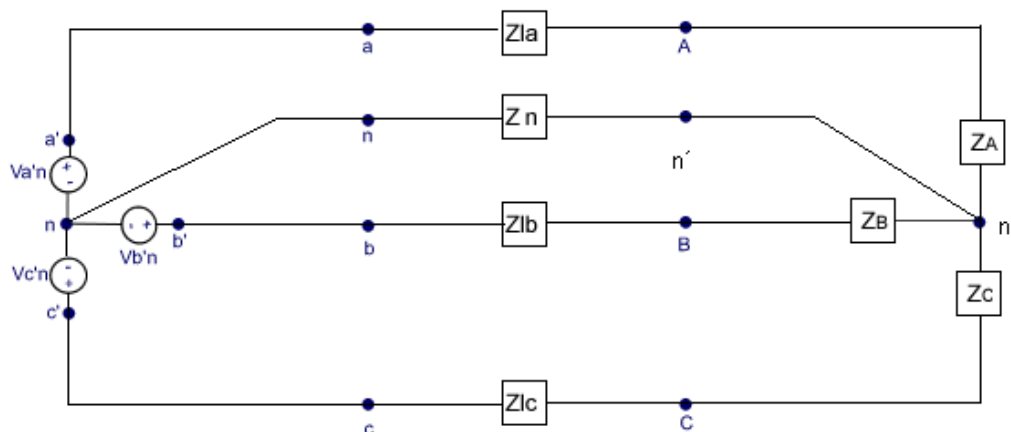 Zla
a
A
Z n
n
n´
a'
Va'n
+
-
ZA
n
- +
b'
Vb'n
b
Zlb
B
ZB
n
Vc'n
-
+
c'
Zc
Zlc
c
C